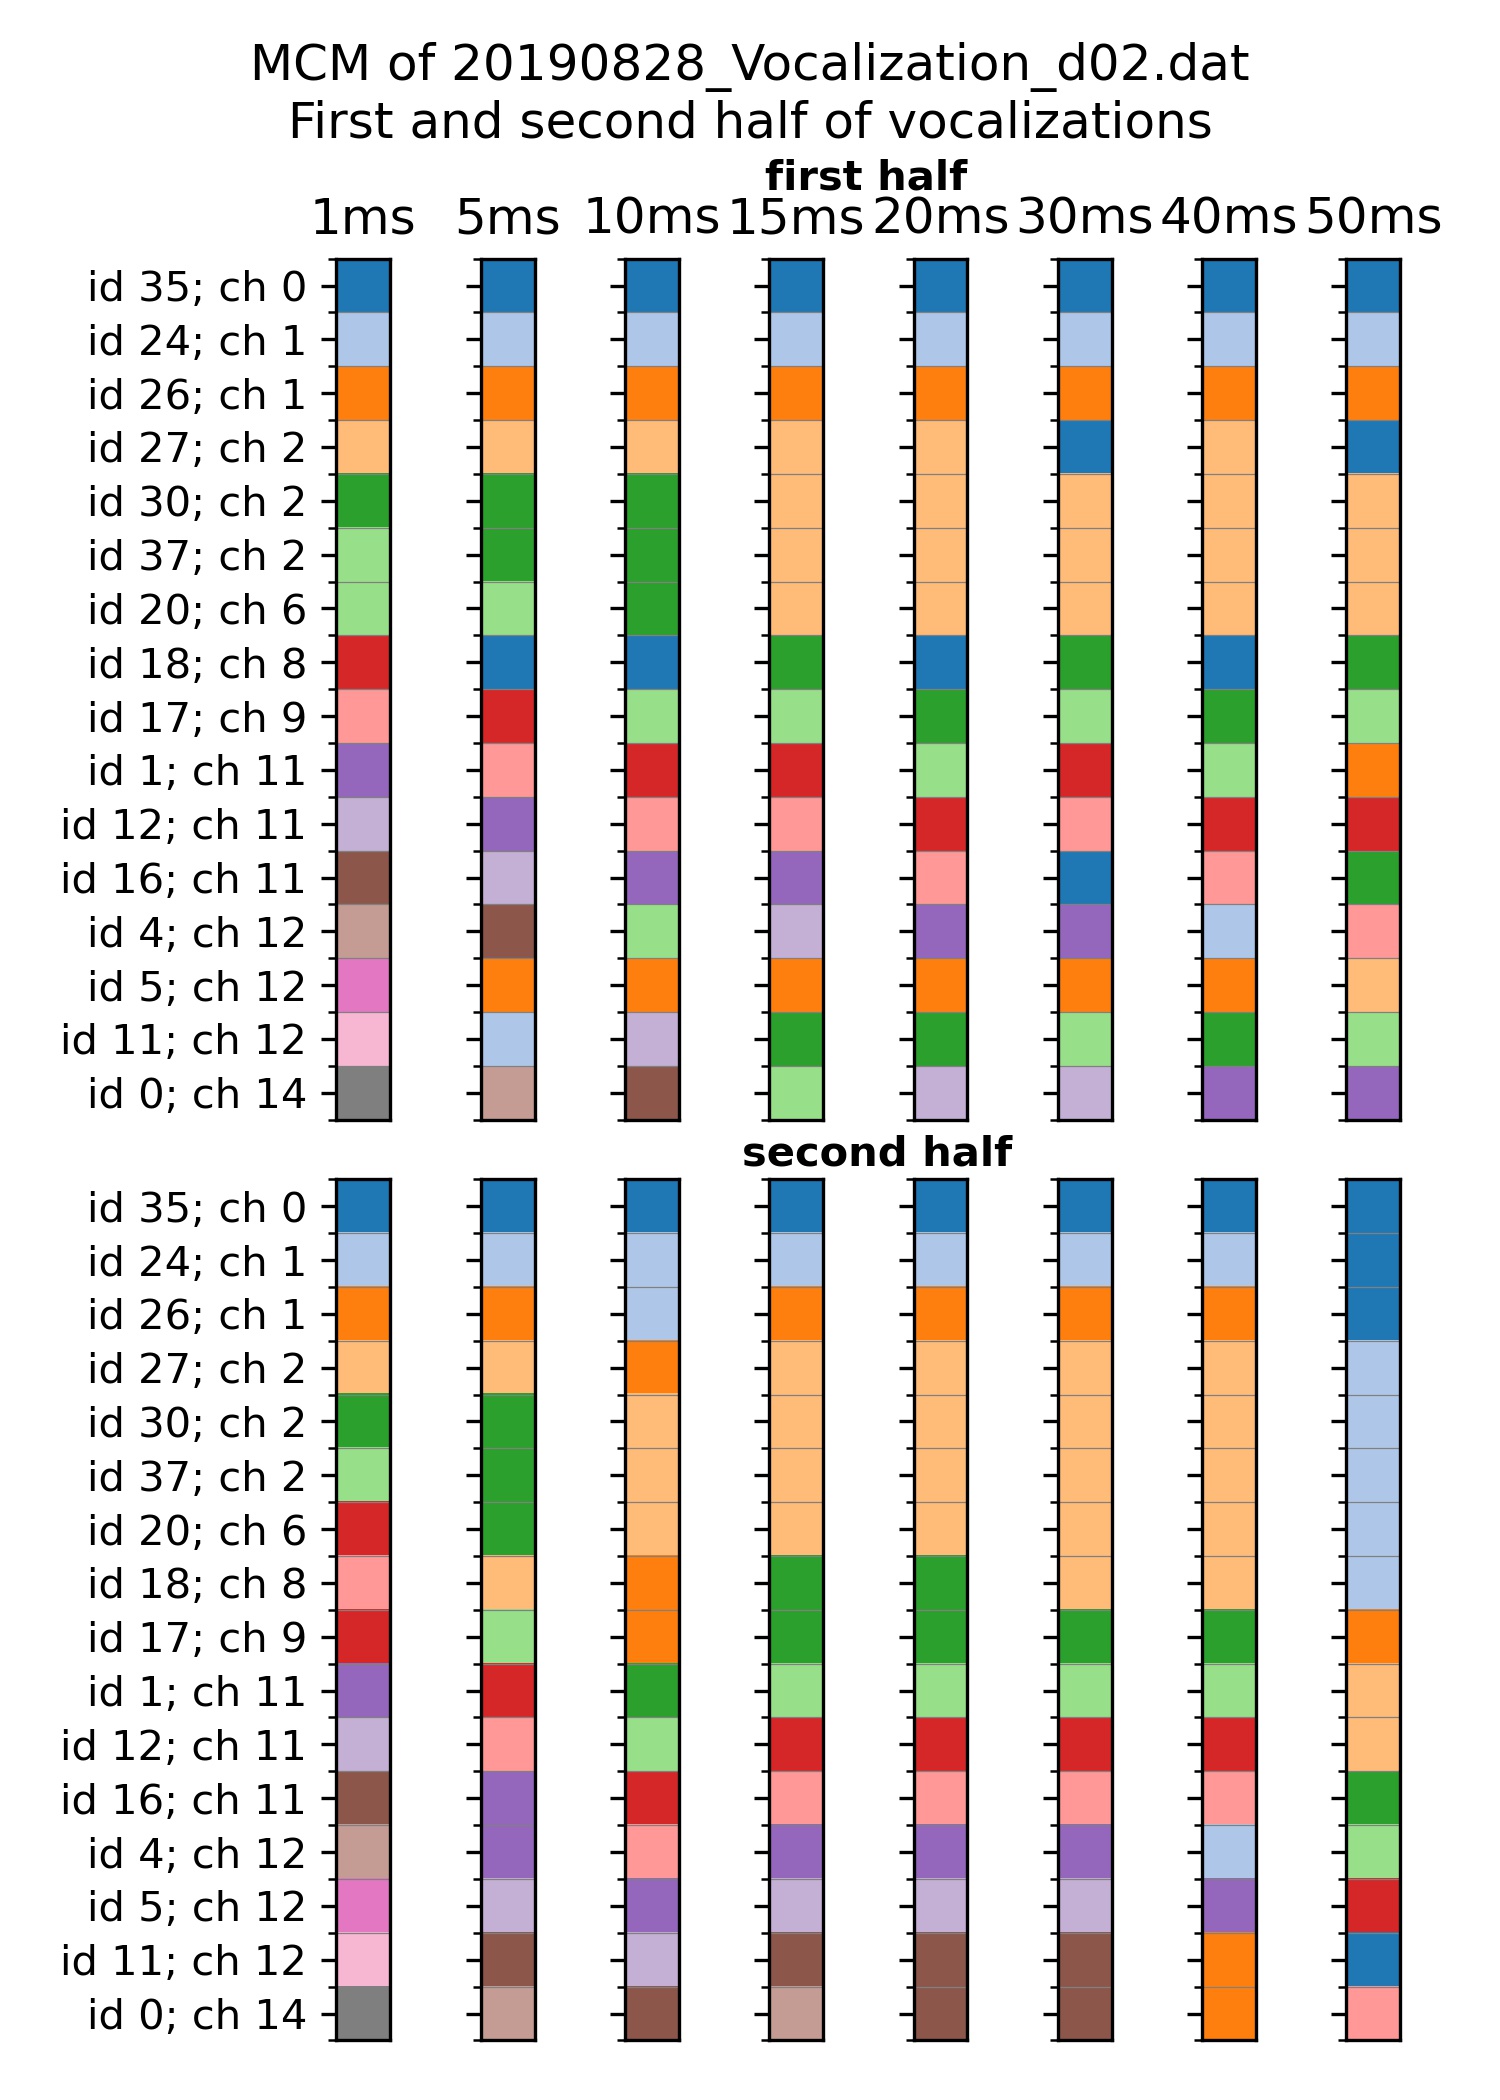 MCM of 20190828_Vocalization_d02.dat
First and second half of vocalizations
first half
1ms 5ms 10ms 15ms 20ms 30ms 40ms 50ms
id 35; ch 0
id 24; ch 1
id 26; ch 1
id 27; ch 2
id 30; ch 2
id 37; ch 2
id 20; ch 6
id 18; ch 8
id 17; ch 9
id 1; ch 11
id 12; ch 11
id 16; ch 11
id 4; ch 12
id 5; ch 12
id 11; ch 12
id 0; ch 14
second half
id 35; ch 0
id 24; ch 1
id 26; ch 1
id 27; ch 2
id 30; ch 2
id 37; ch 2
id 20; ch 6
id 18; ch 8
id 17; ch 9
id 1; ch 11
id 12; ch 11
id 16; ch 11
id 4; ch 12
id 5; ch 12
id 11; ch 12
id 0; ch 14